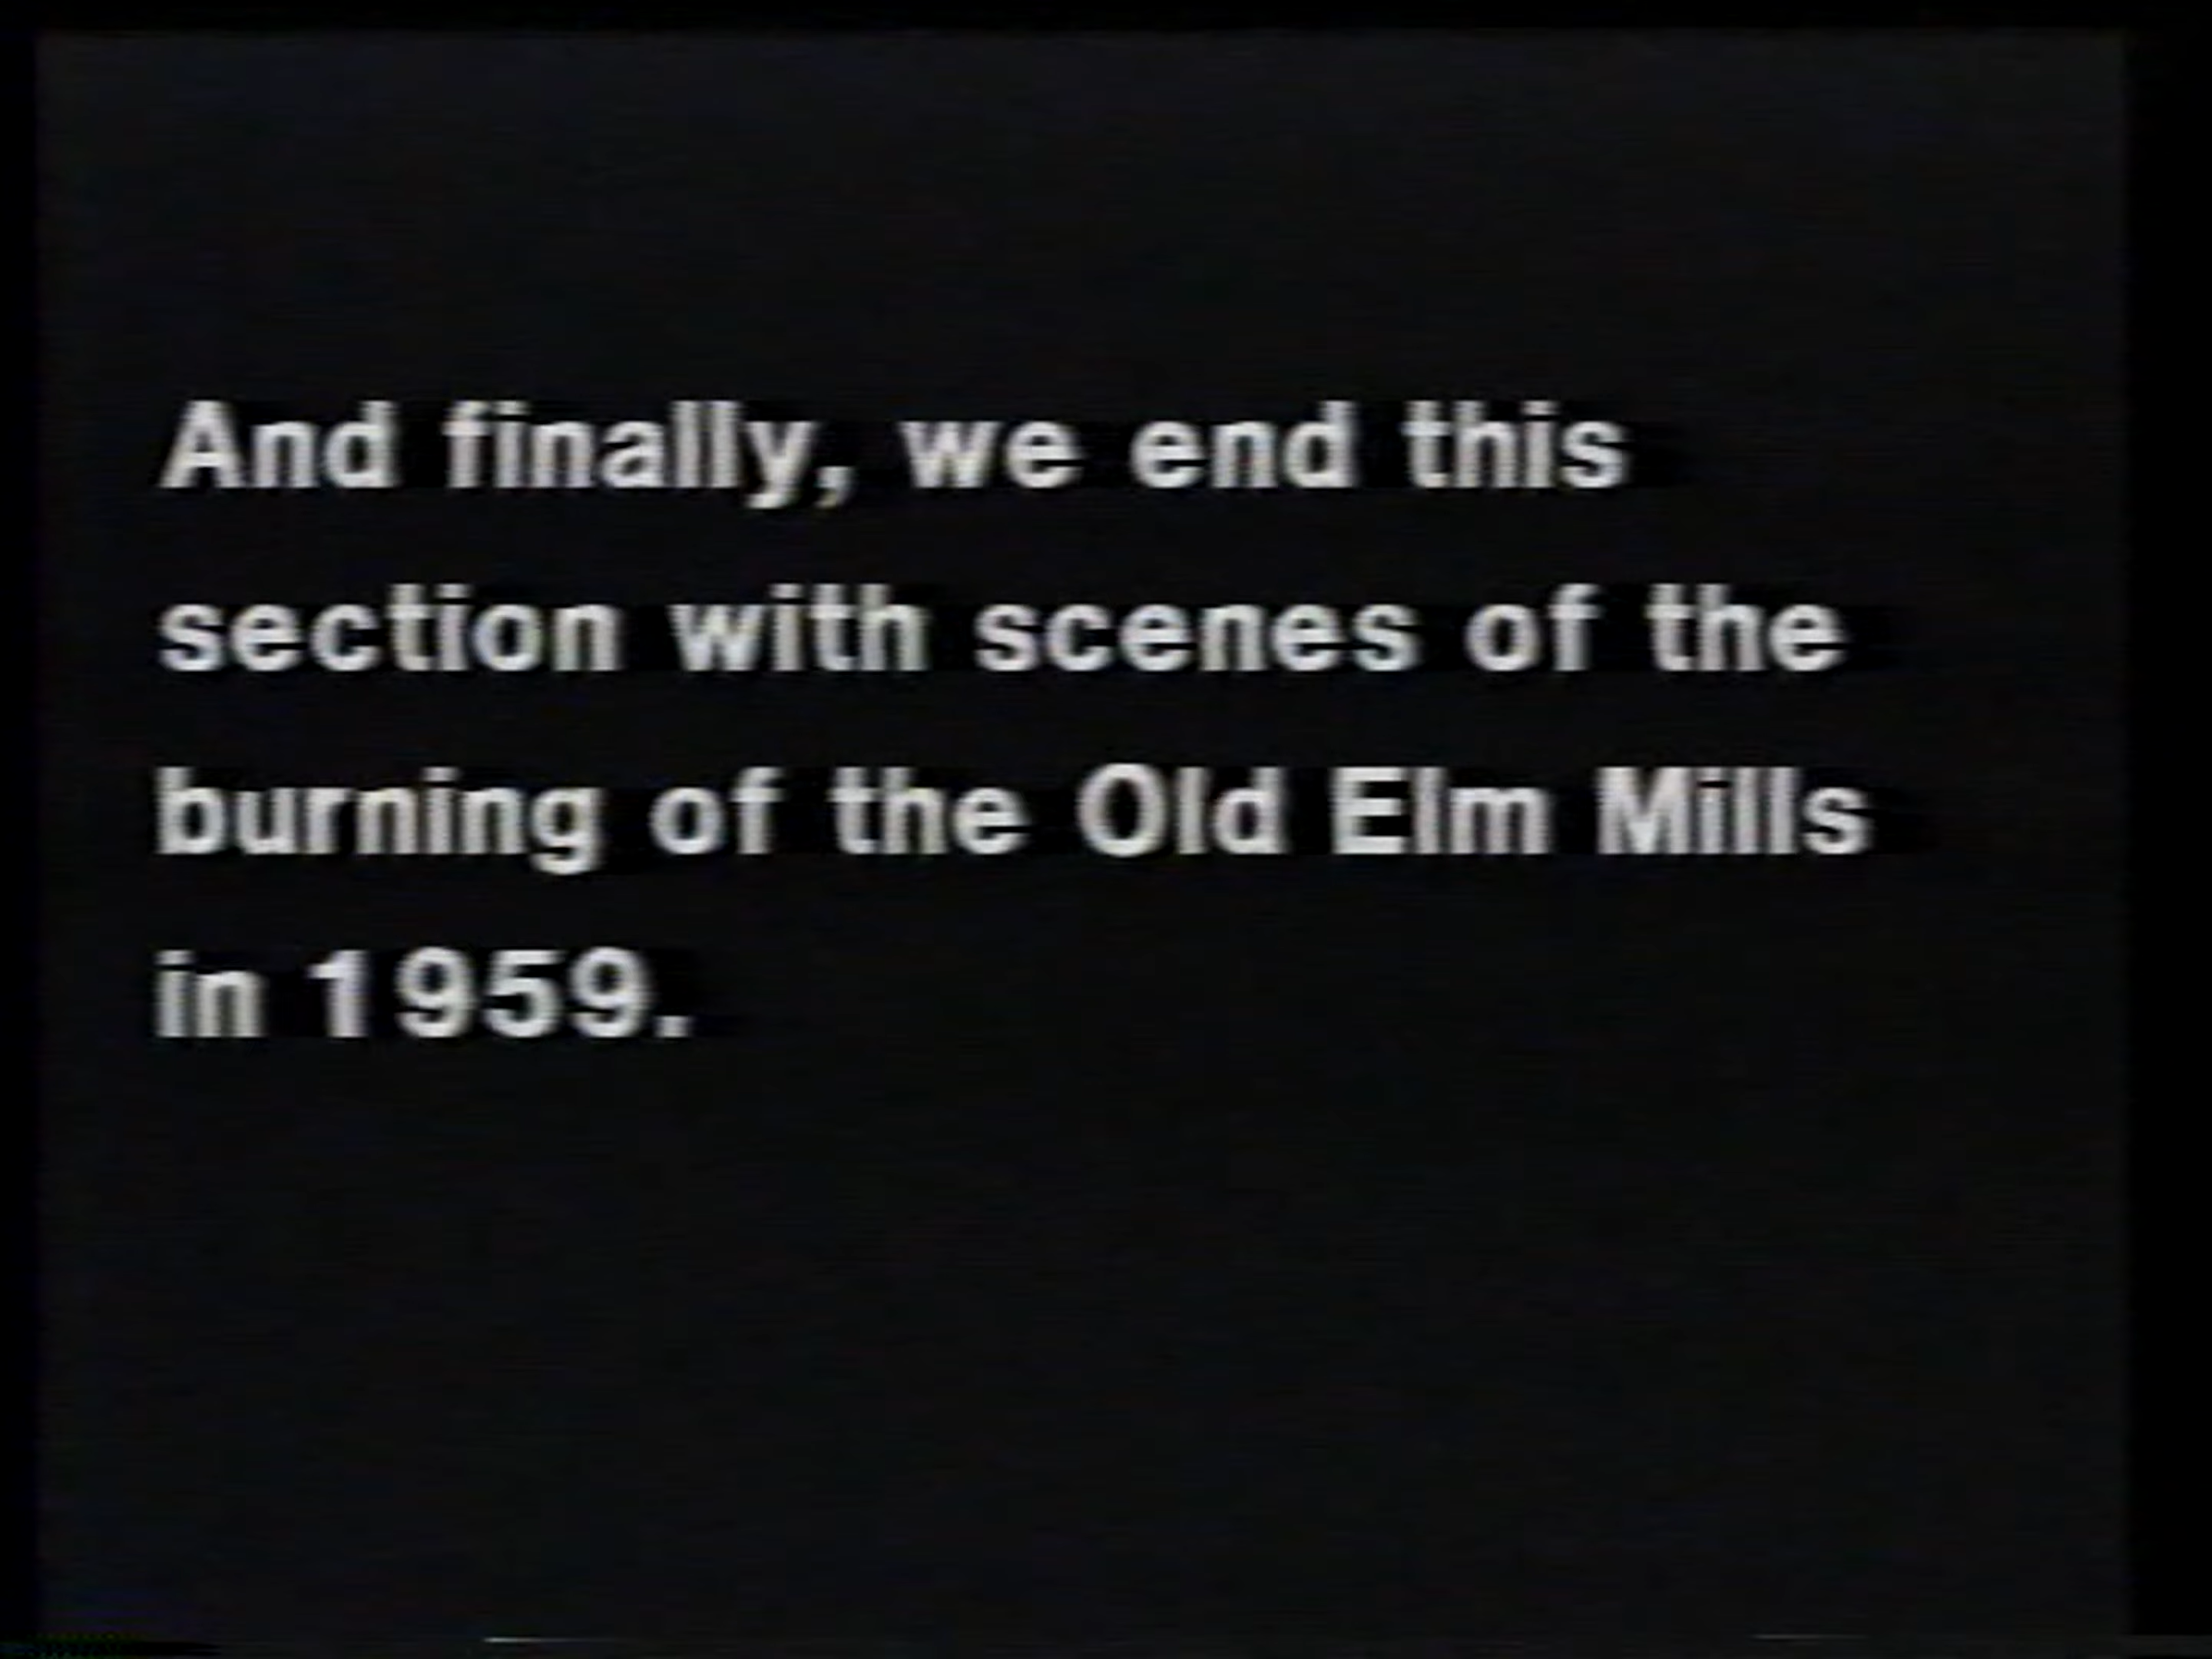 And finally, we end this
section with scenes of the
burning of the Old Elm Mills
in 1959.